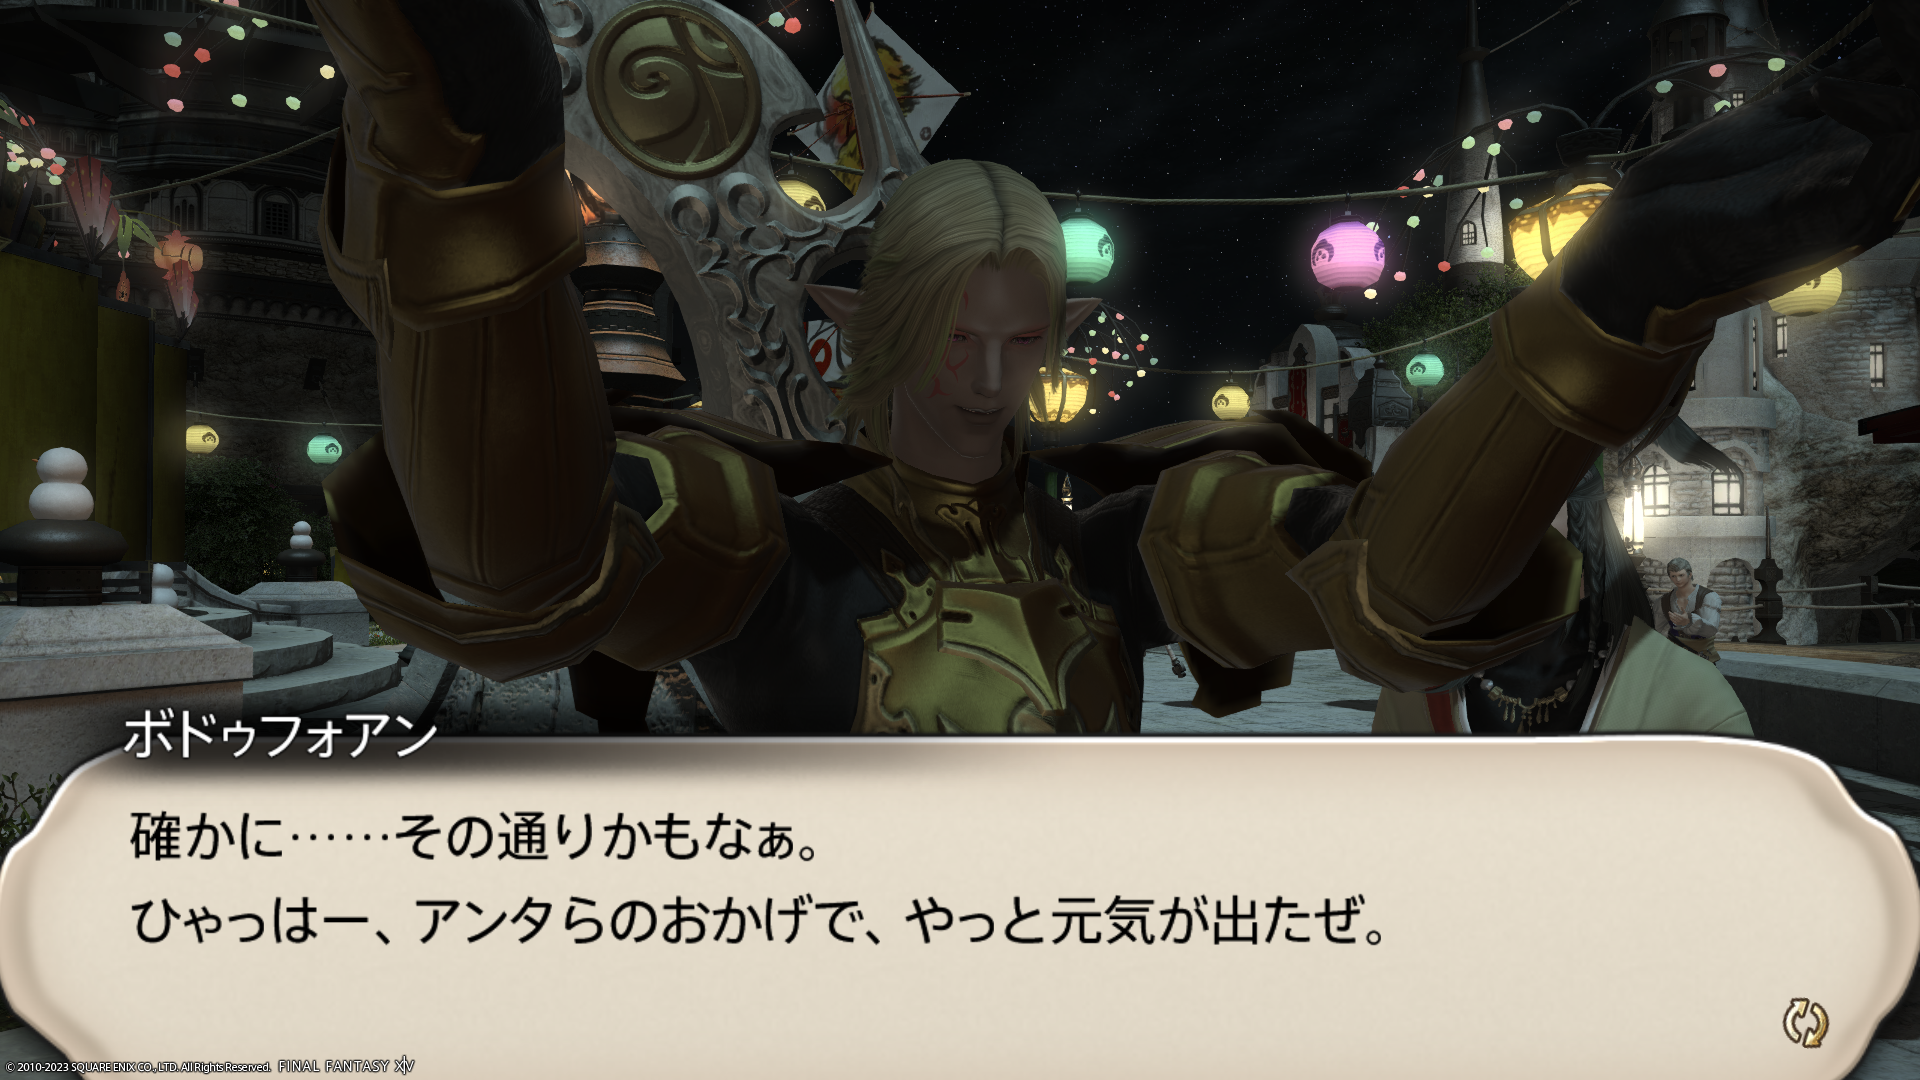 ボドゥフォアン
確かに……その通りかもなぁ。
ひゃっはー、アンタらのおかげで、やっと元気が出たぜ。
© 2010-2023 SQUARE ENIX CO., LTD. All Rights Reserved. FINAL FANTASY XIV